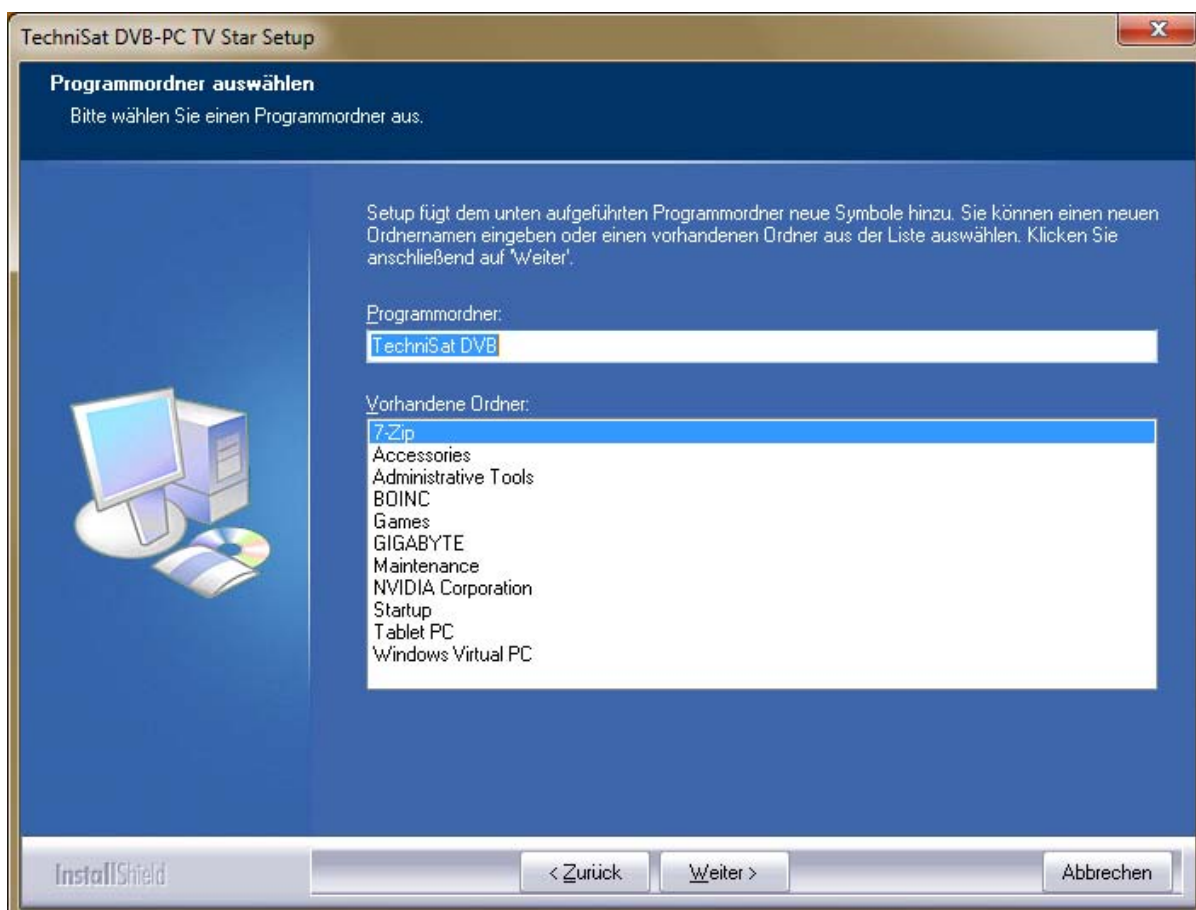 TechniSat DVB-PC TV Star Setup
Programmordner auswählen
Bitte wählen Sie einen Programmordner aus.
Setup fügt dem unten aufgeführten Programmordner neue Symbole hinzu. Sie können einen neuen
Ordnernamen eingeben oder einen vorhandenen Ordner aus der Liste auswählen. Klicken Sie
anschließend auf 'Weiter'.
Programmordner:
TechniSat DVB
Vorhandene Ordner:
7-Zip
Accessories
Administrative Tools
BOINC
Games
GIGABYTE
Maintenance
NVIDIA Corporation
Startup
Tablet PC
Windows Virtual PC
InstallShield
< Zurück
Weiter >
Abbrechen